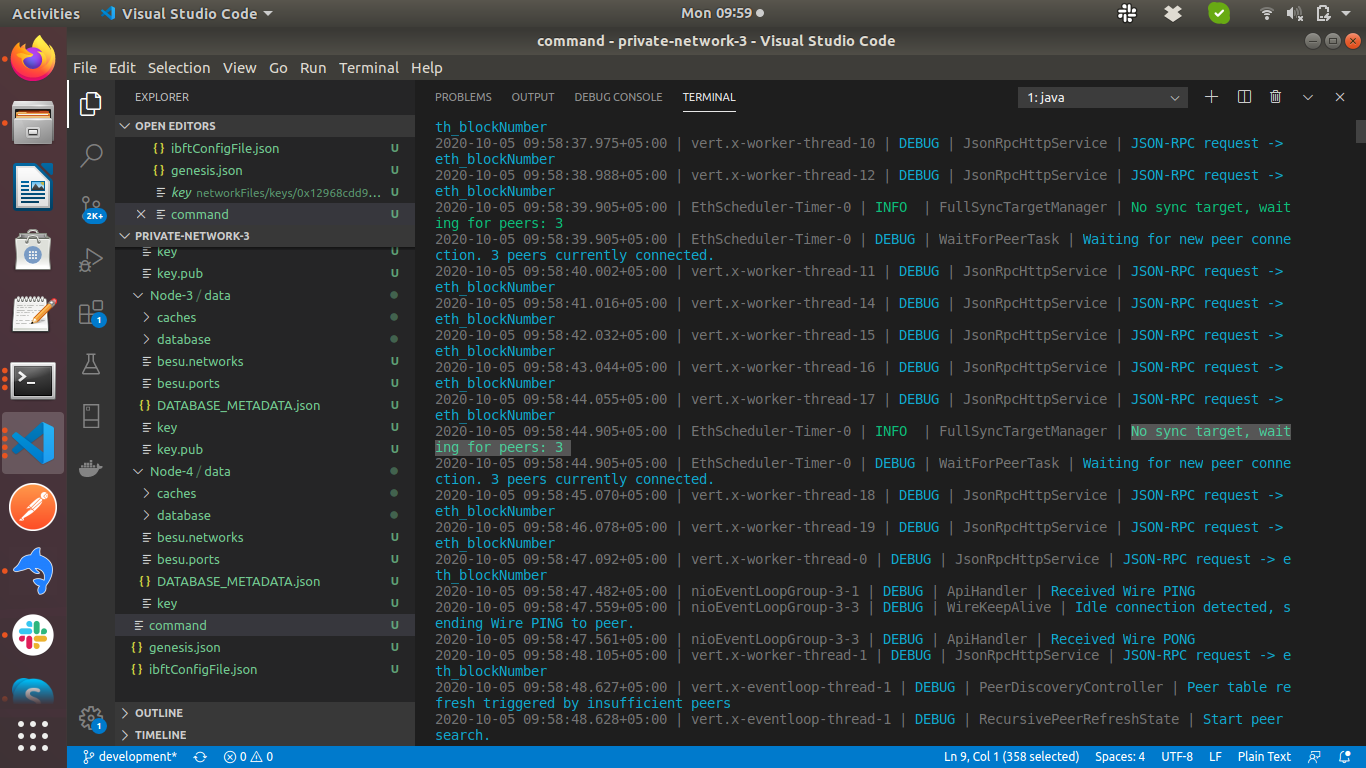 Activities
Visual Studio Code
Mon 09:59
command - private-network-3 - Visual Studio Code
File Edit Selection View Go Run Terminal Help
EXPLORER
OPEN EDITORS
{} ibftConfigFile.json U
{} genesis.json U
key networkFiles/keys/0x12968cdd9... U
command U
PRIVATE-NETWORK-3
key U
key.pub U
Node-3 / data
caches
database
besu.networks U
besu.ports U
{} DATABASE_METADATA.json U
key U
key.pub U
Node-4 / data
caches
database
besu.networks U
besu.ports U
{} DATABASE_METADATA.json U
key U
command U
{} genesis.json U
{} ibftConfigFile.json U
OUTLINE
TIMELINE
2K+
1
1
PROBLEMS OUTPUT DEBUG CONSOLE TERMINAL
1: java
th_blockNumber
2020-10-05 09:58:37.975+05:00 | vert.x-worker-thread-10 | DEBUG | JsonRpcHttpService | JSON-RPC request ->
eth_blockNumber
2020-10-05 09:58:38.988+05:00 | vert.x-worker-thread-12 | DEBUG | JsonRpcHttpService | JSON-RPC request ->
eth_blockNumber
2020-10-05 09:58:39.905+05:00 | EthScheduler-Timer-0 | INFO  | FullSyncTargetManager | No sync target, wait
ing for peers: 3
2020-10-05 09:58:39.905+05:00 | EthScheduler-Timer-0 | DEBUG | WaitForPeerTask | Waiting for new peer conne
ction. 3 peers currently connected.
2020-10-05 09:58:40.002+05:00 | vert.x-worker-thread-11 | DEBUG | JsonRpcHttpService | JSON-RPC request ->
eth_blockNumber
2020-10-05 09:58:41.016+05:00 | vert.x-worker-thread-14 | DEBUG | JsonRpcHttpService | JSON-RPC request ->
eth_blockNumber
2020-10-05 09:58:42.032+05:00 | vert.x-worker-thread-15 | DEBUG | JsonRpcHttpService | JSON-RPC request ->
eth_blockNumber
2020-10-05 09:58:43.044+05:00 | vert.x-worker-thread-16 | DEBUG | JsonRpcHttpService | JSON-RPC request ->
eth_blockNumber
2020-10-05 09:58:44.055+05:00 | vert.x-worker-thread-17 | DEBUG | JsonRpcHttpService | JSON-RPC request ->
eth_blockNumber
2020-10-05 09:58:44.905+05:00 | EthScheduler-Timer-0 | INFO  | FullSyncTargetManager | No sync target, wait
ing for peers: 3
2020-10-05 09:58:44.905+05:00 | EthScheduler-Timer-0 | DEBUG | WaitForPeerTask | Waiting for new peer conne
ction. 3 peers currently connected.
2020-10-05 09:58:45.070+05:00 | vert.x-worker-thread-18 | DEBUG | JsonRpcHttpService | JSON-RPC request ->
eth_blockNumber
2020-10-05 09:58:46.078+05:00 | vert.x-worker-thread-19 | DEBUG | JsonRpcHttpService | JSON-RPC request ->
eth_blockNumber
2020-10-05 09:58:47.092+05:00 | vert.x-worker-thread-0 | DEBUG | JsonRpcHttpService | JSON-RPC request -> e
th_blockNumber
2020-10-05 09:58:47.482+05:00 | nioEventLoopGroup-3-1 | DEBUG | ApiHandler | Received Wire PING
2020-10-05 09:58:47.559+05:00 | nioEventLoopGroup-3-3 | DEBUG | WireKeepAlive | Idle connection detected, s
ending Wire PING to peer.
2020-10-05 09:58:47.561+05:00 | nioEventLoopGroup-3-3 | DEBUG | ApiHandler | Received Wire PONG
2020-10-05 09:58:48.105+05:00 | vert.x-worker-thread-1 | DEBUG | JsonRpcHttpService | JSON-RPC request -> e
th_blockNumber
2020-10-05 09:58:48.627+05:00 | vert.x-eventloop-thread-1 | DEBUG | PeerDiscoveryController | Peer table re
fresh triggered by insufficient peers
2020-10-05 09:58:48.628+05:00 | vert.x-eventloop-thread-1 | DEBUG | RecursivePeerRefreshState | Start peer
search.
development* 0 0 Ln 9, Col 1 (358 selected) Spaces: 4 UTF-8 LF Plain Text